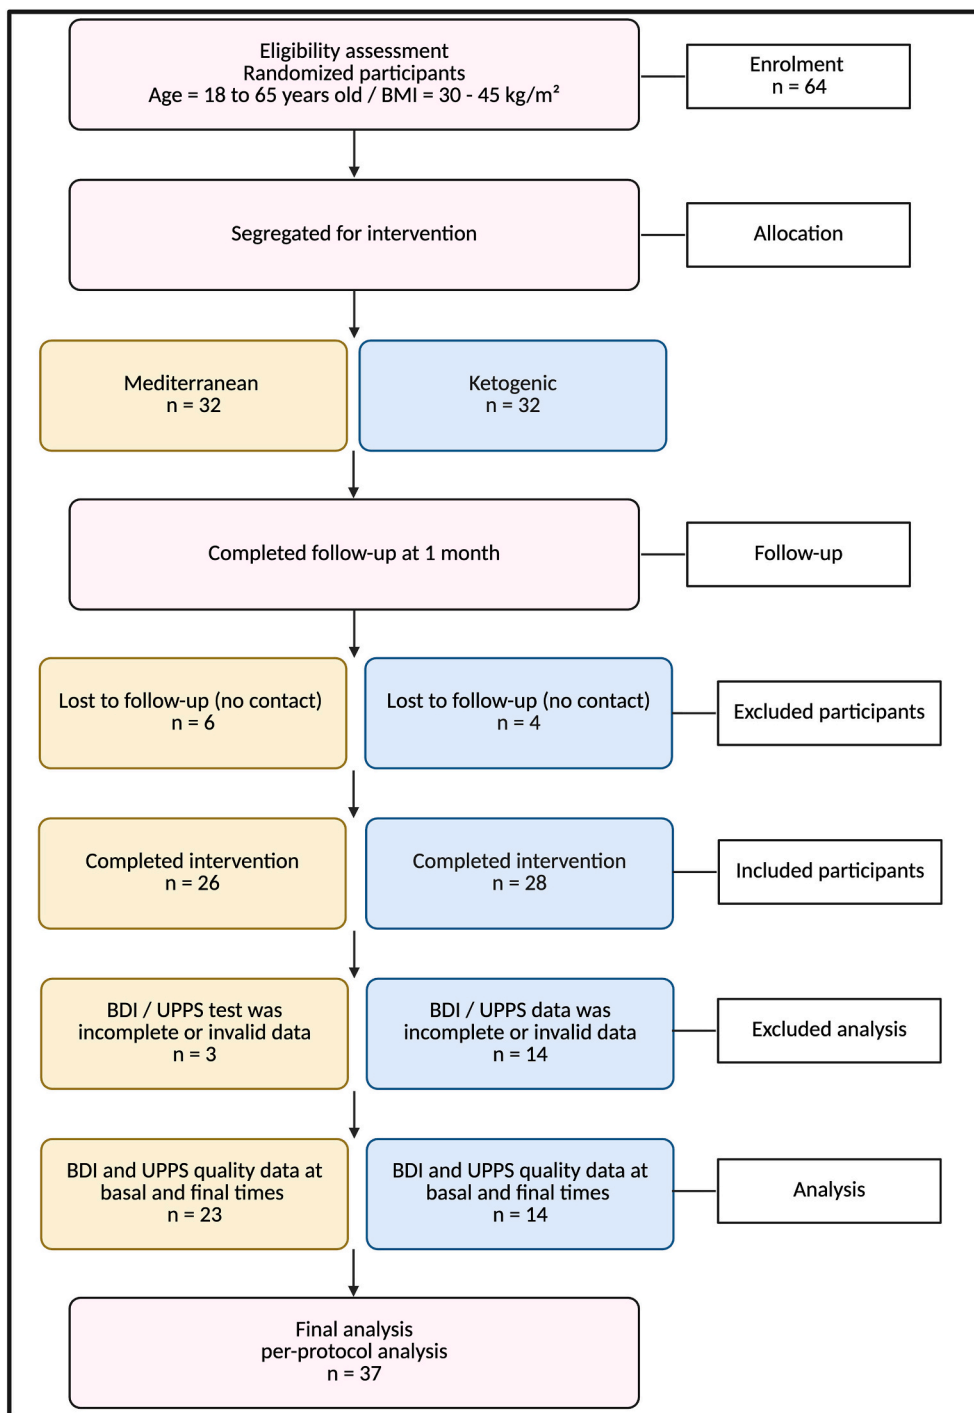 Eligibility assessment
Randomized participants
Age = 18 to 65 years old / BMI = 30 - 45 kg/m²
Enrolment
n = 64
Segregated for intervention
Allocation
Mediterranean
n = 32
Ketogenic
n = 32
Completed follow-up at 1 month
Follow-up
Lost to follow-up (no contact)
n = 6
Lost to follow-up (no contact)
n = 4
Excluded participants
Completed intervention
n = 26
Completed intervention
n = 28
Included participants
BDI / UPPS test was
incomplete or invalid data
n = 3
BDI / UPPS data was
incomplete or invalid data
n = 14
Excluded analysis
BDI and UPPS quality data at
basal and final times
n = 23
BDI and UPPS quality data at
basal and final times
n = 14
Analysis
Final analysis
per-protocol analysis
n = 37